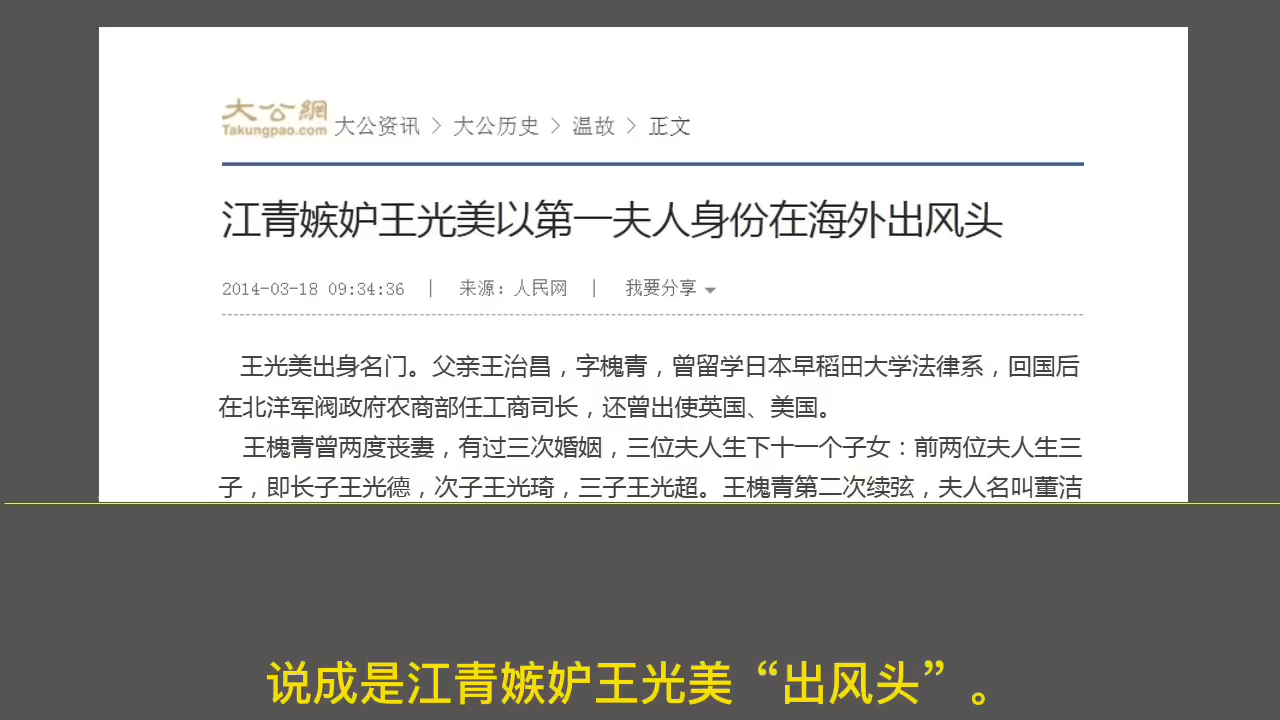 大公網
Takungpao.com 大公资讯 > 大公历史 > 温故 > 正文
江青嫉妒王光美以第一夫人身份在海外出风头
2014-03-18 09:34:36 | 来源：人民网 | 我要分享
王光美出身名门。父亲王治昌，字槐青，曾留学日本早稻田大学法律系，回国后
在北洋军阀政府农商部任工商司长，还曾出使英国、美国。
王槐青曾两度丧妻，有过三次婚姻，三位夫人生下十一个子女：前两位夫人生三
子，即长子王光德，次子王光琦，三子王光超。王槐青第二次续弦，夫人名叫董洁
说成是江青嫉妒王光美“出风头”。